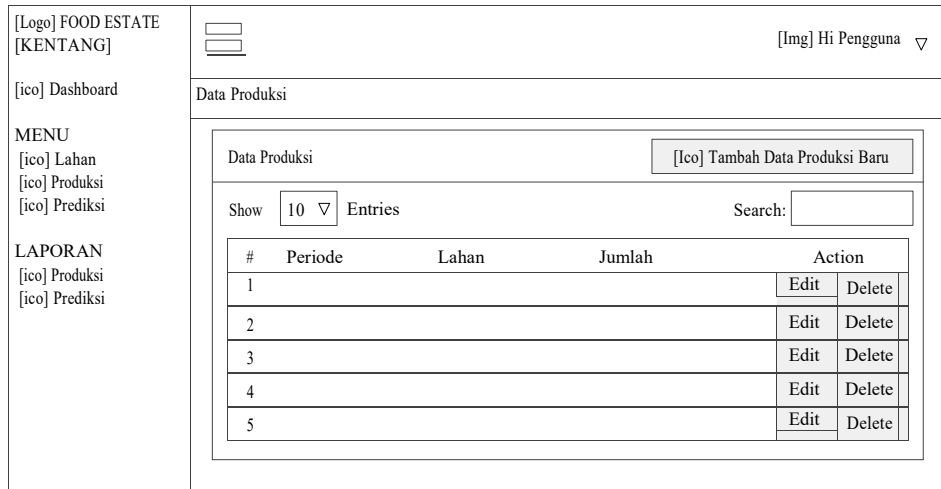 [Logo] FOOD ESTATE
[KENTANG]
[Img] Hi Pengguna
[ico] Dashboard
MENU
[ico] Lahan
[ico] Produksi
[ico] Prediksi
LAPORAN
[ico] Produksi
[ico] Prediksi
Data Produksi
Data Produksi
[Ico] Tambah Data Produksi Baru
Show 10 ▽ Entries
Search:
# Periode Lahan Jumlah Action
1 Edit Delete
2 Edit Delete
3 Edit Delete
4 Edit Delete
5 Edit Delete